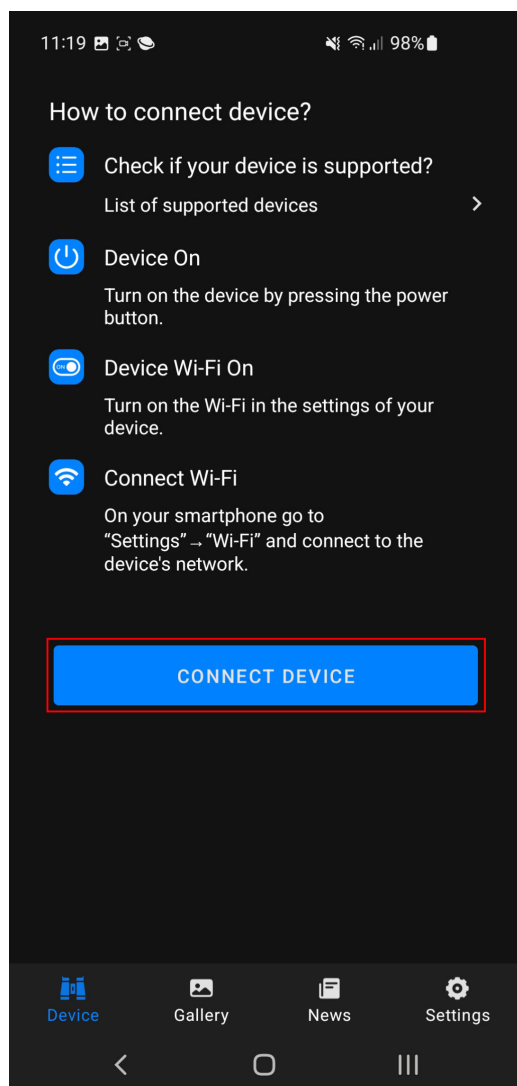 11:19 98%
How to connect device?
Check if your device is supported?
List of supported devices
Device On
Turn on the device by pressing the power
button.
ON
Device Wi-Fi On
Turn on the Wi-Fi in the settings of your
device.
Connect Wi-Fi
On your smartphone go to
“Settings”→“Wi-Fi” and connect to the
device's network.
CONNECT DEVICE
Device Gallery News Settings